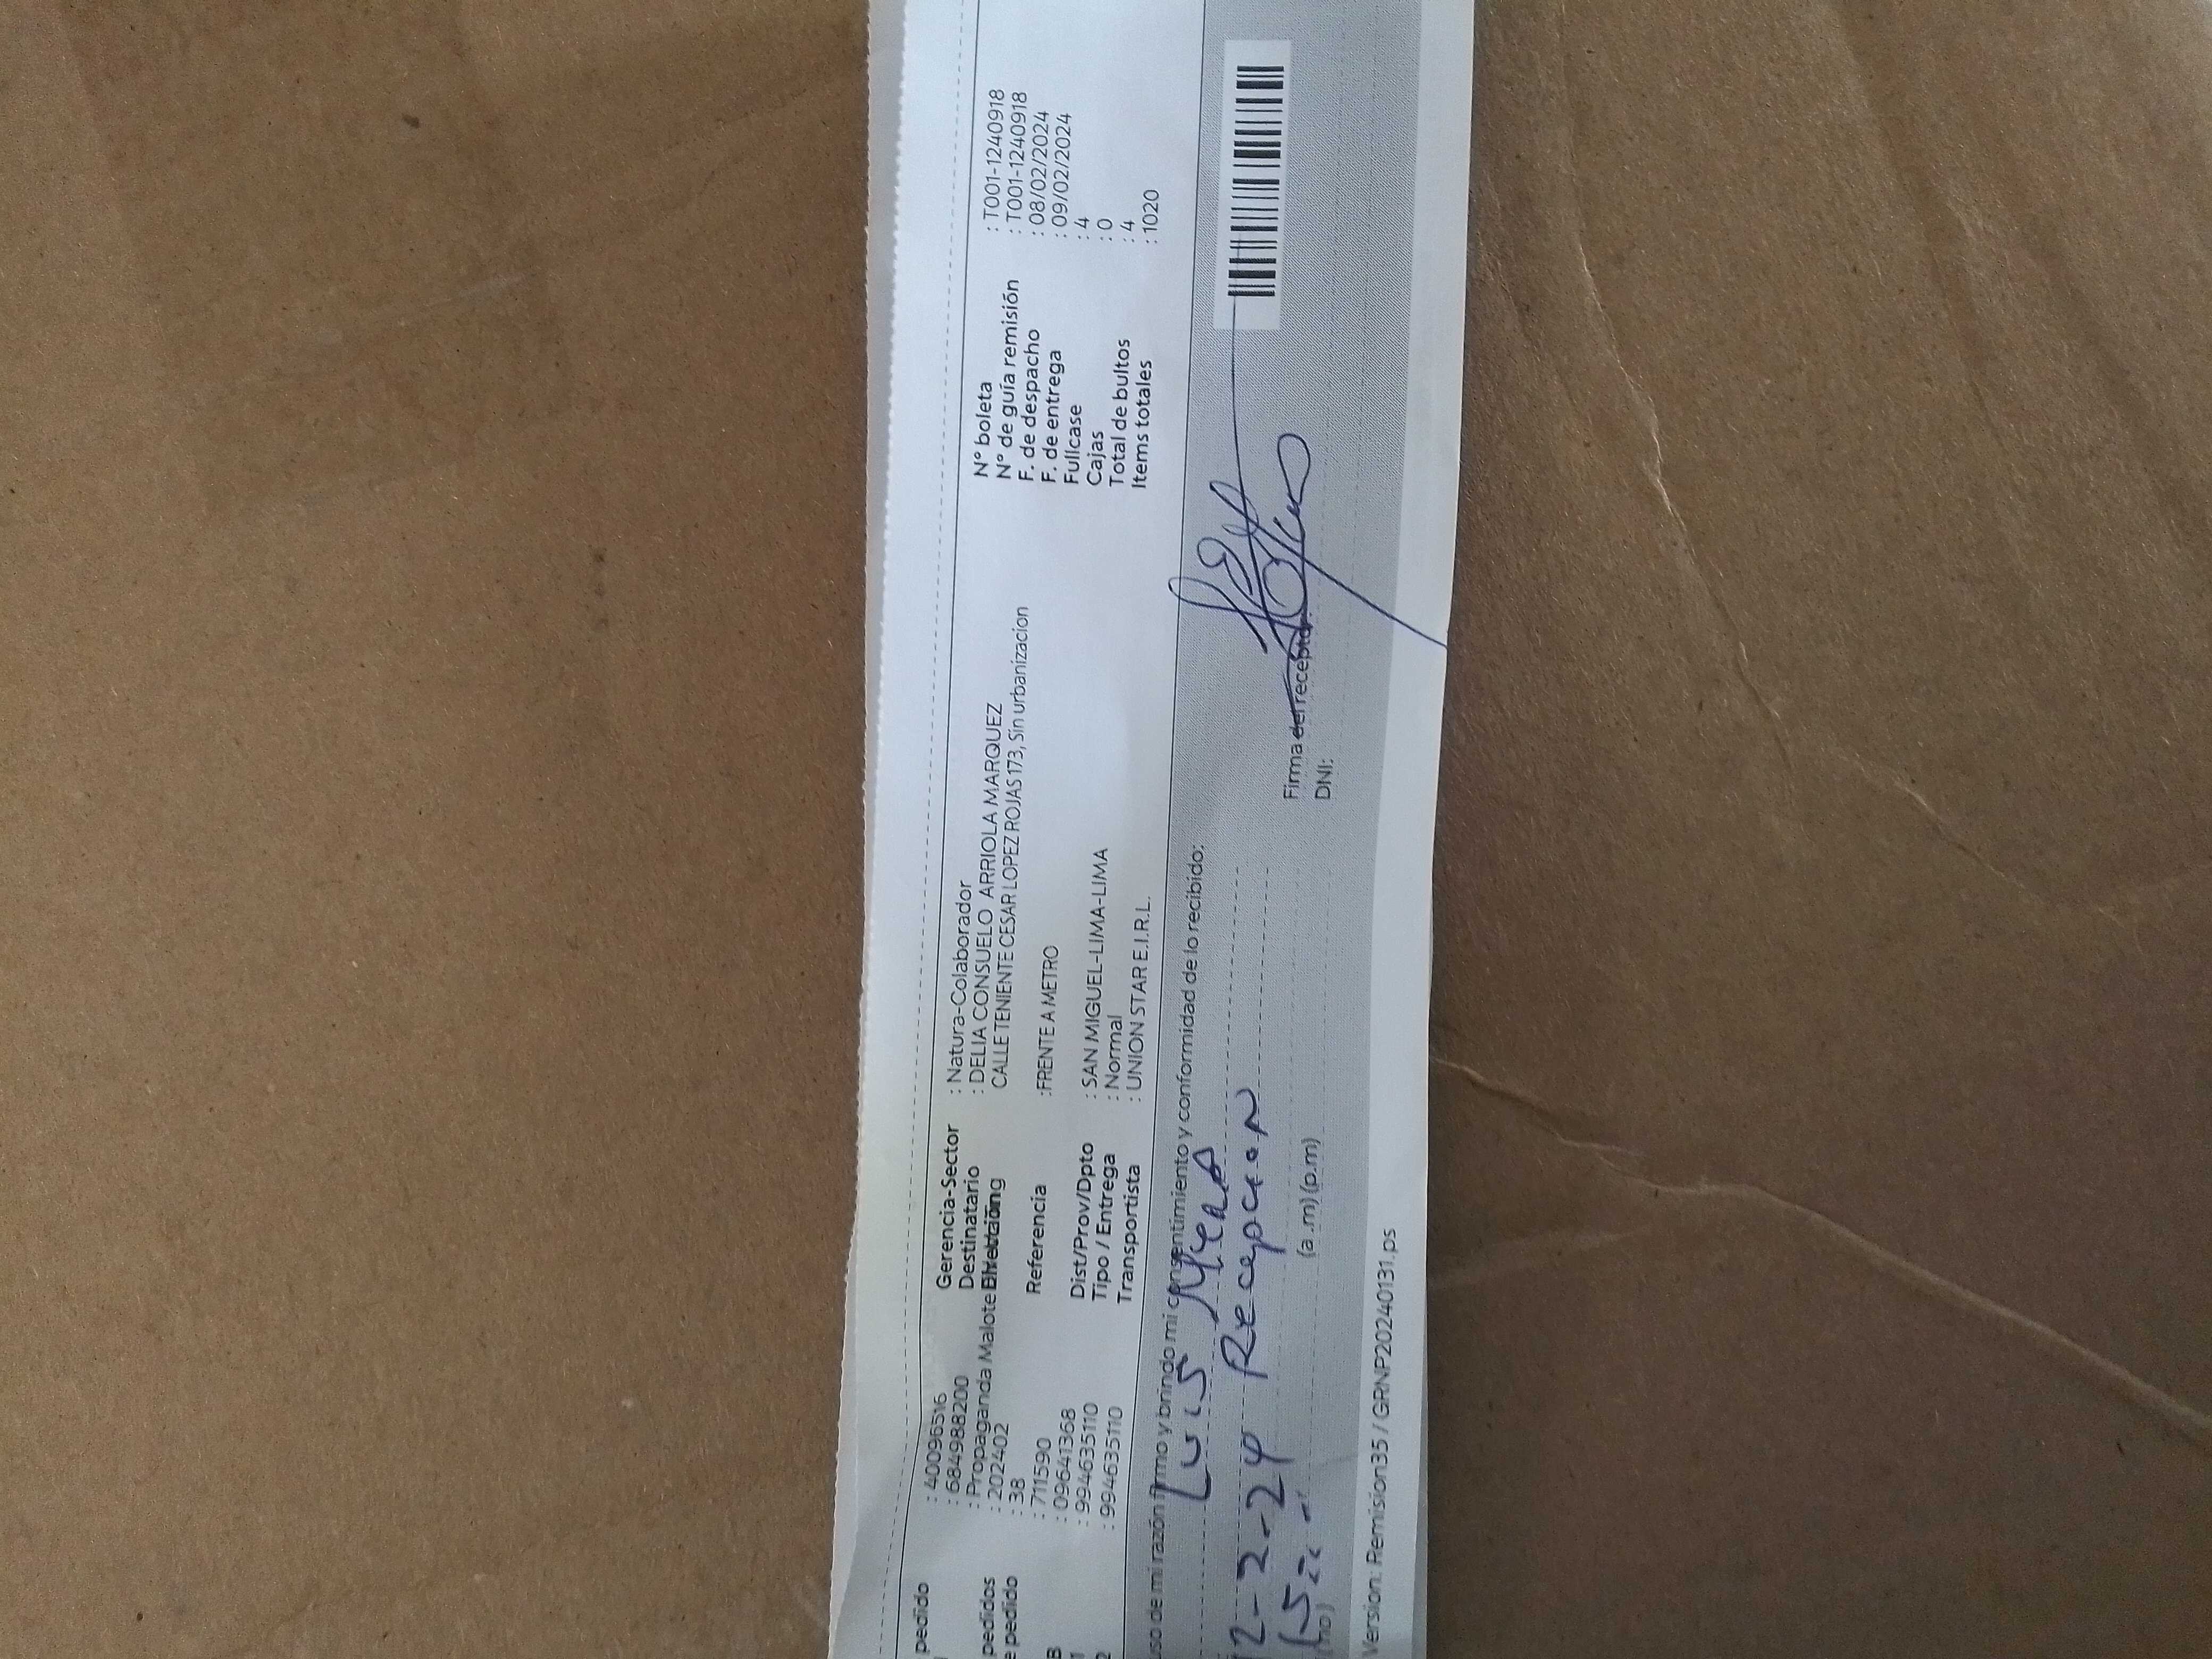 pedido : 40096516
: 684988200
: Propaganda Malote
pedidos : 202402
e pedido : 38
: 711590
B : 09641368
1 : 994635110
2 : 994635110
Gerencia-Sector : Natura-Colaborador
Destinatario : DELIA CONSUELO ARRIOLA MARQUEZ
CALLE TENIENTE CESAR LOPEZ ROJAS 173, Sin urbanizacion
Referencia :FRENTE A METRO
Dist/Prov/Dpto : SAN MIGUEL-LIMA-LIMA
Tipo / Entrega : Normal
Transportista : UNION STAR E.I.R.L.
N° boleta : T001-1240918
N° de guía remisión : T001-1240918
F. de despacho : 08/02/2024
F. de entrega : 09/02/2024
Fullcase : 4
Cajas : 0
Total de bultos : 4
Items totales : 1020
uso de mi razón firmo y brindo mi consentimiento y conformidad de lo recibido:
Luis
2-2-24 Recepcion
(a.m) (p.m)
Firma del receptor
DNI:
Version: Remision35 / GRNP20240131.ps